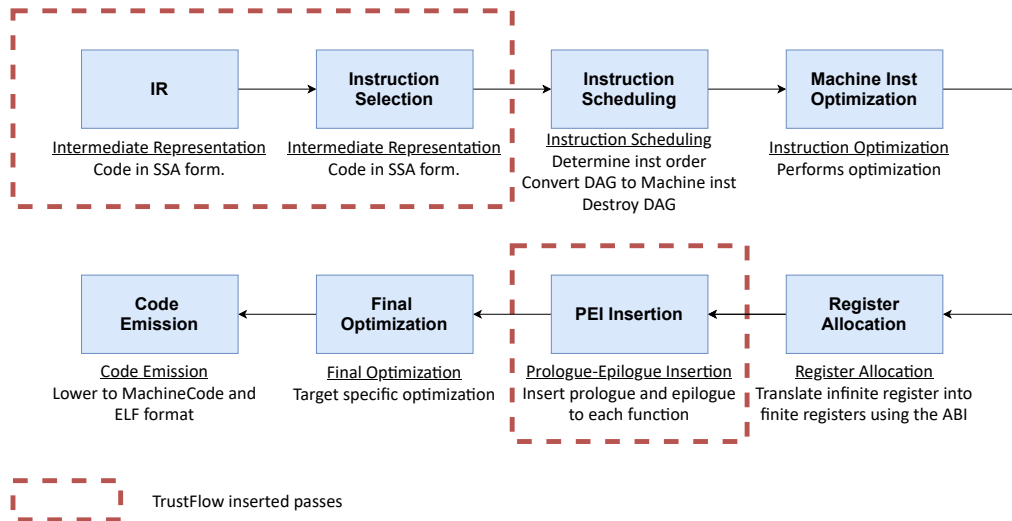 IR
Intermediate Representation
Code in SSA form.
Instruction
Selection
Intermediate Representation
Code in SSA form.
Instruction
Scheduling
Instruction Scheduling
Determine inst order
Convert DAG to Machine inst
Destroy DAG
Machine Inst
Optimization
Instruction Optimization
Performs optimization
Code
Emission
Code Emission
Lower to MachineCode and
ELF format
Final
Optimization
Final Optimization
Target specific optimization
PEI Insertion
Prologue-Epilogue Insertion
Insert prologue and epilogue
to each function
Register
Allocation
Register Allocation
Translate infinite register into
finite registers using the ABI
TrustFlow inserted passes